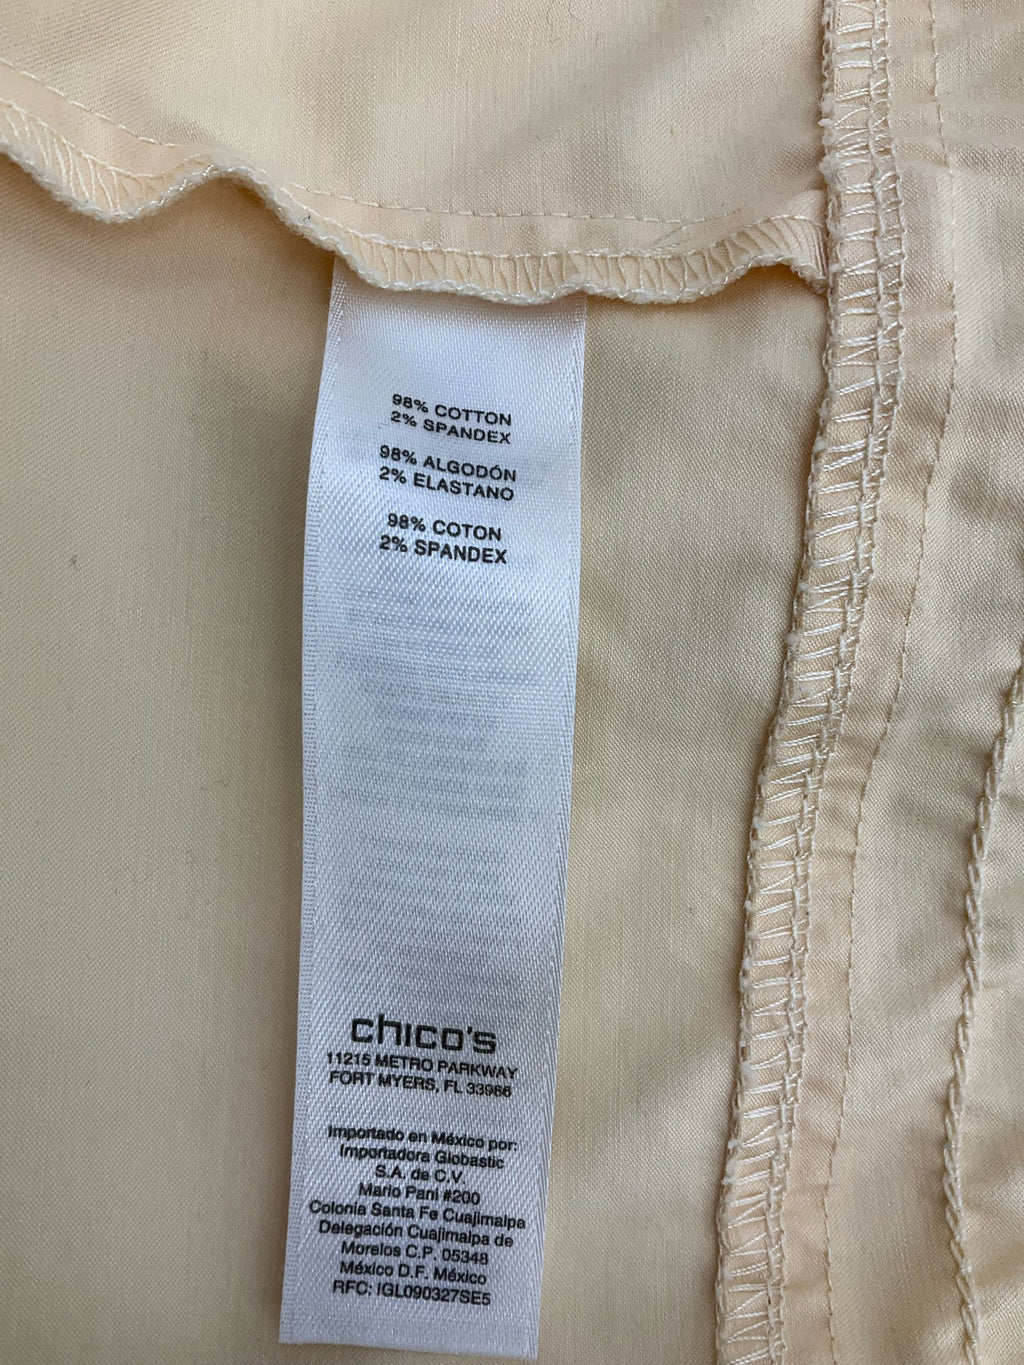 98% COTTON
2% SPANDEX
98% ALGODÓN
2% ELASTANO
98% COTON
2% SPANDEX
chico's
11215 METRO PARKWAY
FORT MYERS, FL 33966
Importado en México por:
Importadora Globastic
S.A. de C.V.
Mario Pani #200
Colonia Santa Fe Cuajimalpa
Delegación Cuajimalpa de
Morelos C.P. 05348
México D.F. México
RFC: IGL090327SE5